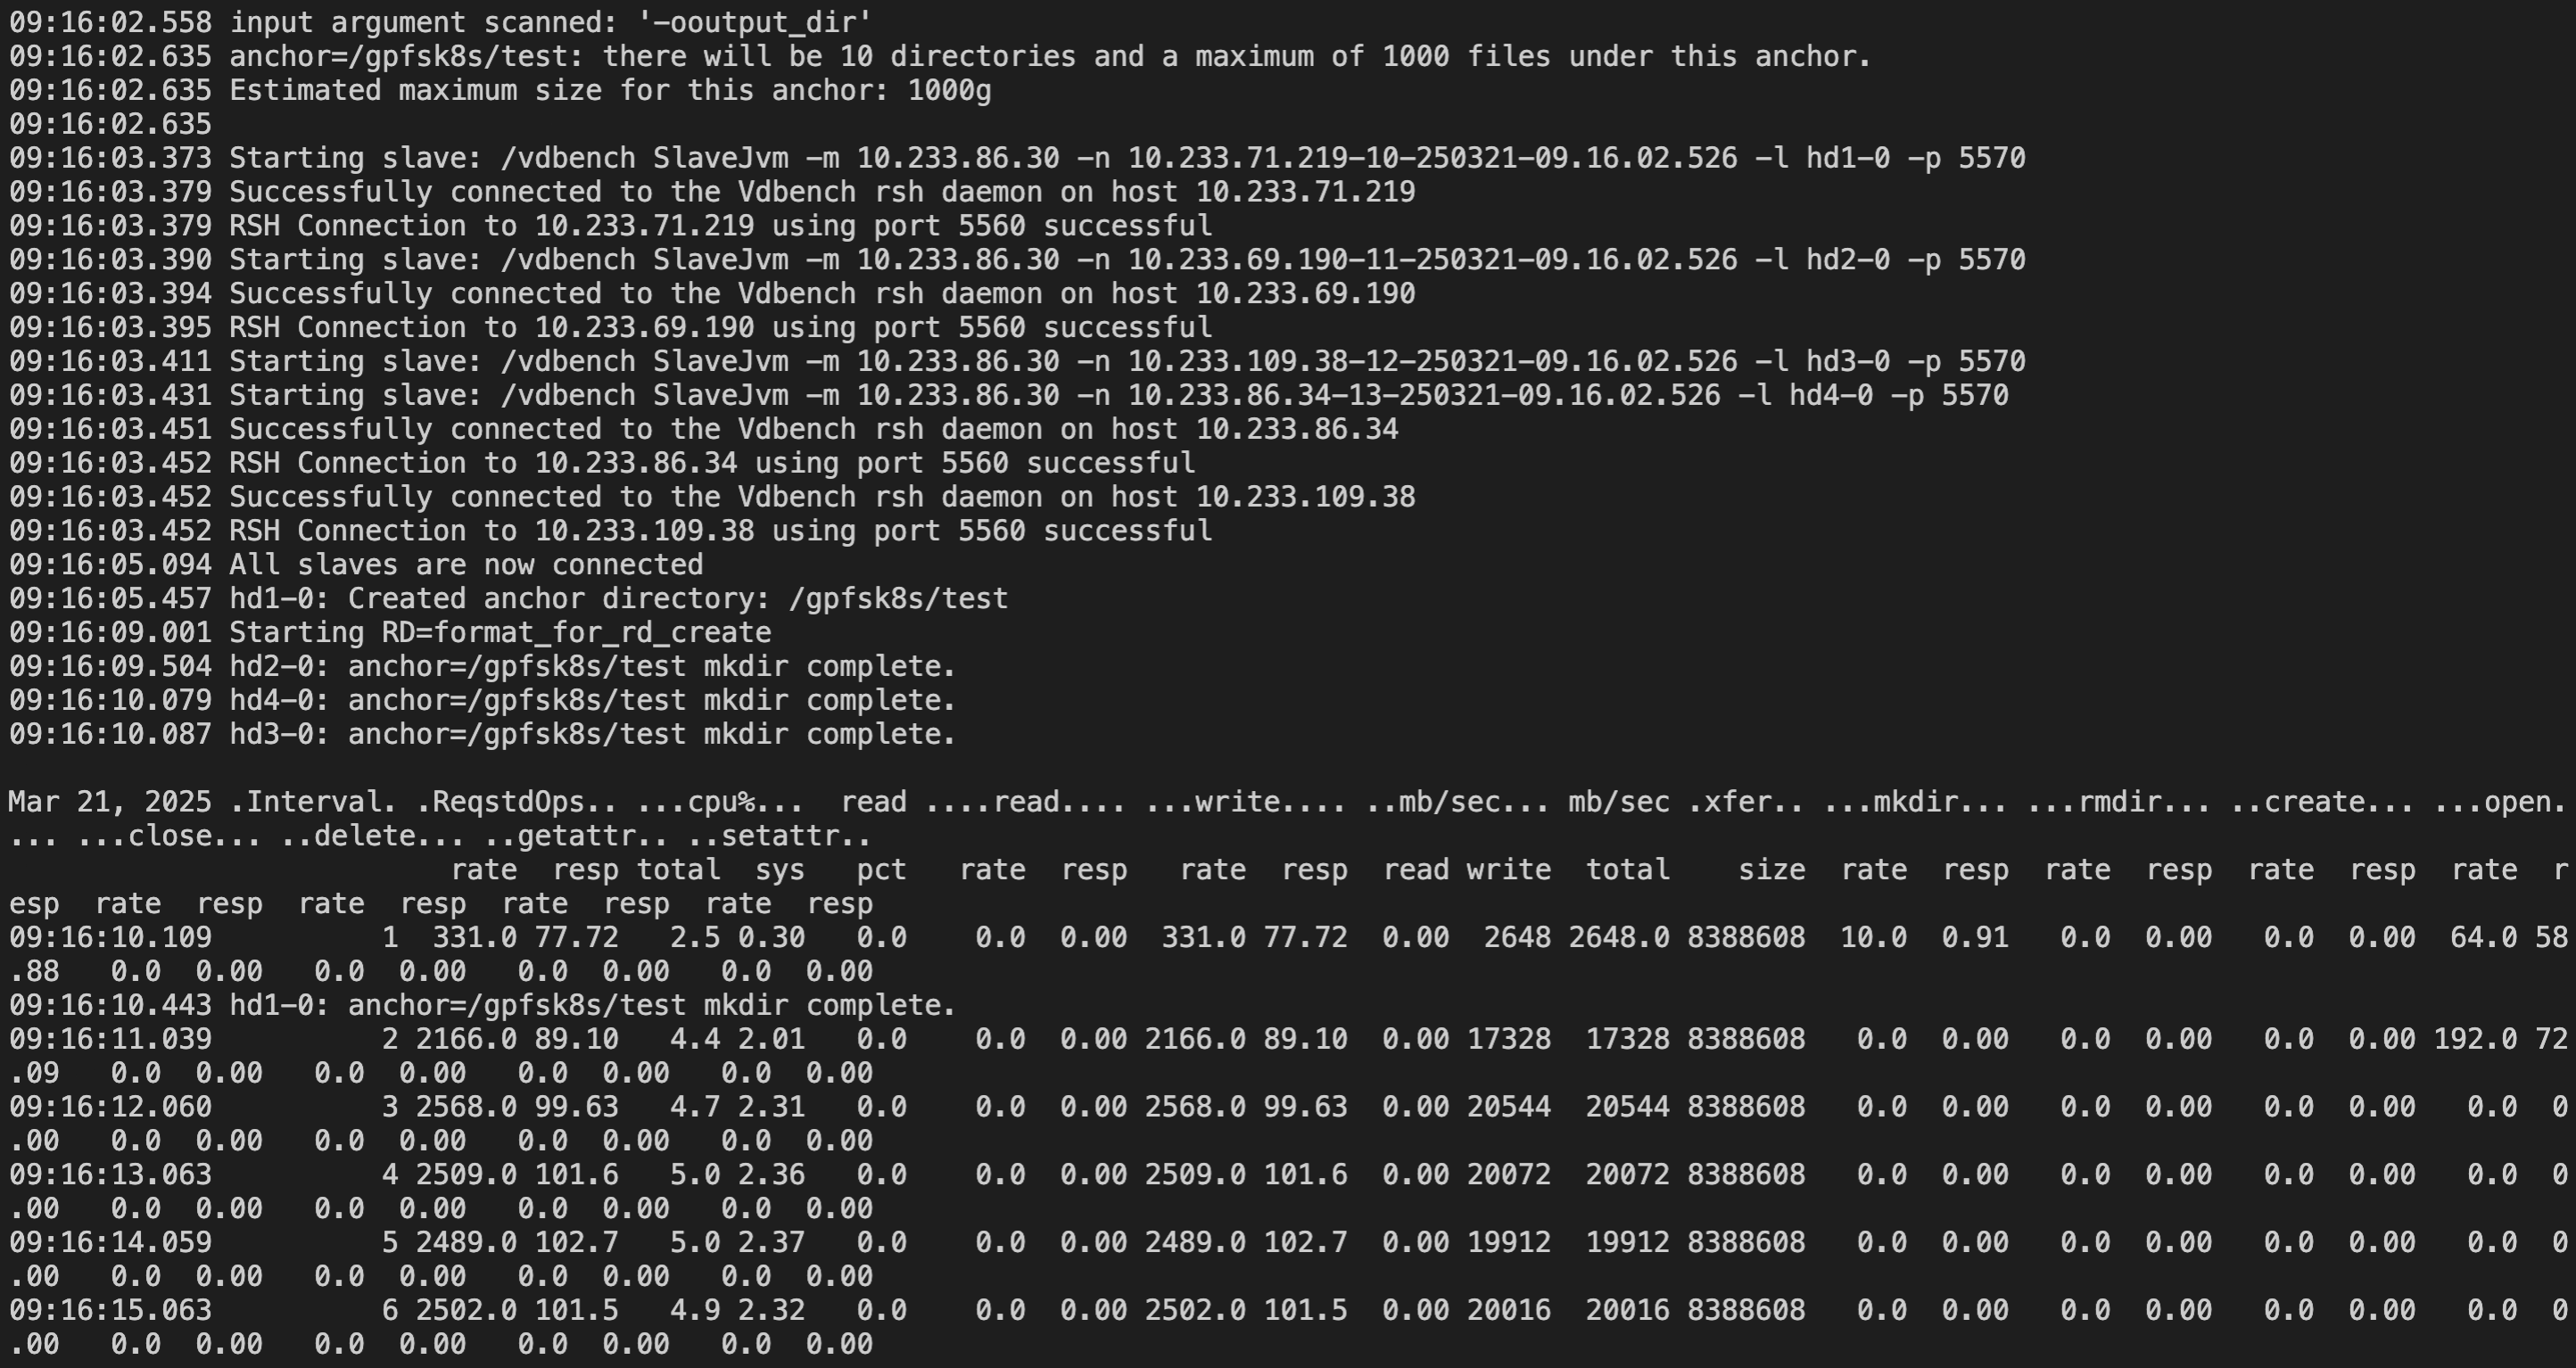 09:16:02.558 input argument scanned: '-ooutput_dir'
09:16:02.635 anchor=/gpfsk8s/test: there will be 10 directories and a maximum of 1000 files under this anchor.
09:16:02.635 Estimated maximum size for this anchor: 1000g
09:16:02.635
09:16:03.373 Starting slave: /vdbench SlaveJvm -m 10.233.86.30 -n 10.233.71.219-10-250321-09.16.02.526 -l hd1-0 -p 5570
09:16:03.379 Successfully connected to the Vdbench rsh daemon on host 10.233.71.219
09:16:03.379 RSH Connection to 10.233.71.219 using port 5560 successful
09:16:03.390 Starting slave: /vdbench SlaveJvm -m 10.233.86.30 -n 10.233.69.190-11-250321-09.16.02.526 -l hd2-0 -p 5570
09:16:03.394 Successfully connected to the Vdbench rsh daemon on host 10.233.69.190
09:16:03.395 RSH Connection to 10.233.69.190 using port 5560 successful
09:16:03.411 Starting slave: /vdbench SlaveJvm -m 10.233.86.30 -n 10.233.109.38-12-250321-09.16.02.526 -l hd3-0 -p 5570
09:16:03.431 Starting slave: /vdbench SlaveJvm -m 10.233.86.30 -n 10.233.86.34-13-250321-09.16.02.526 -l hd4-0 -p 5570
09:16:03.451 Successfully connected to the Vdbench rsh daemon on host 10.233.86.34
09:16:03.452 RSH Connection to 10.233.86.34 using port 5560 successful
09:16:03.452 Successfully connected to the Vdbench rsh daemon on host 10.233.109.38
09:16:03.452 RSH Connection to 10.233.109.38 using port 5560 successful
09:16:05.094 All slaves are now connected
09:16:05.457 hd1-0: Created anchor directory: /gpfsk8s/test
09:16:09.001 Starting RD=format_for_rd_create
09:16:09.504 hd2-0: anchor=/gpfsk8s/test mkdir complete.
09:16:10.079 hd4-0: anchor=/gpfsk8s/test mkdir complete.
09:16:10.087 hd3-0: anchor=/gpfsk8s/test mkdir complete.
Mar 21, 2025 .Interval. .ReqstdOps.. ...cpu%...  read ....read.... ...write.... ..mb/sec... mb/sec .xfer.. ...mkdir... ...rmdir... ..create... ...open.
... ...close... ..delete... ..getattr.. ..setattr..
rate  resp total  sys   pct   rate  resp   rate  resp  read write  total    size  rate  resp  rate  resp  rate  resp  rate  r
esp  rate  resp  rate  resp  rate  resp  rate  resp
09:16:10.109          1  331.0 77.72   2.5 0.30   0.0    0.0  0.00  331.0 77.72  0.00  2648 2648.0 8388608  10.0  0.91   0.0  0.00   0.0  0.00  64.0 58
.88   0.0  0.00   0.0  0.00   0.0  0.00   0.0  0.00
09:16:10.443 hd1-0: anchor=/gpfsk8s/test mkdir complete.
09:16:11.039          2 2166.0 89.10   4.4 2.01   0.0    0.0  0.00 2166.0 89.10  0.00 17328  17328 8388608   0.0  0.00   0.0  0.00   0.0  0.00 192.0 72
.09   0.0  0.00   0.0  0.00   0.0  0.00   0.0  0.00
09:16:12.060          3 2568.0 99.63   4.7 2.31   0.0    0.0  0.00 2568.0 99.63  0.00 20544  20544 8388608   0.0  0.00   0.0  0.00   0.0  0.00   0.0  0
.00   0.0  0.00   0.0  0.00   0.0  0.00   0.0  0.00
09:16:13.063          4 2509.0 101.6   5.0 2.36   0.0    0.0  0.00 2509.0 101.6  0.00 20072  20072 8388608   0.0  0.00   0.0  0.00   0.0  0.00   0.0  0
.00   0.0  0.00   0.0  0.00   0.0  0.00   0.0  0.00
09:16:14.059          5 2489.0 102.7   5.0 2.37   0.0    0.0  0.00 2489.0 102.7  0.00 19912  19912 8388608   0.0  0.00   0.0  0.00   0.0  0.00   0.0  0
.00   0.0  0.00   0.0  0.00   0.0  0.00   0.0  0.00
09:16:15.063          6 2502.0 101.5   4.9 2.32   0.0    0.0  0.00 2502.0 101.5  0.00 20016  20016 8388608   0.0  0.00   0.0  0.00   0.0  0.00   0.0  0
.00   0.0  0.00   0.0  0.00   0.0  0.00   0.0  0.00